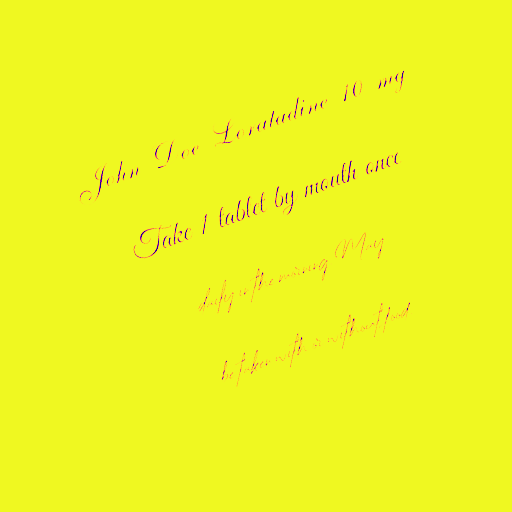 John Doe Loratadine 10 mg
Take 1 tablet by mouth once
daily in the morning May
be taken with or without food